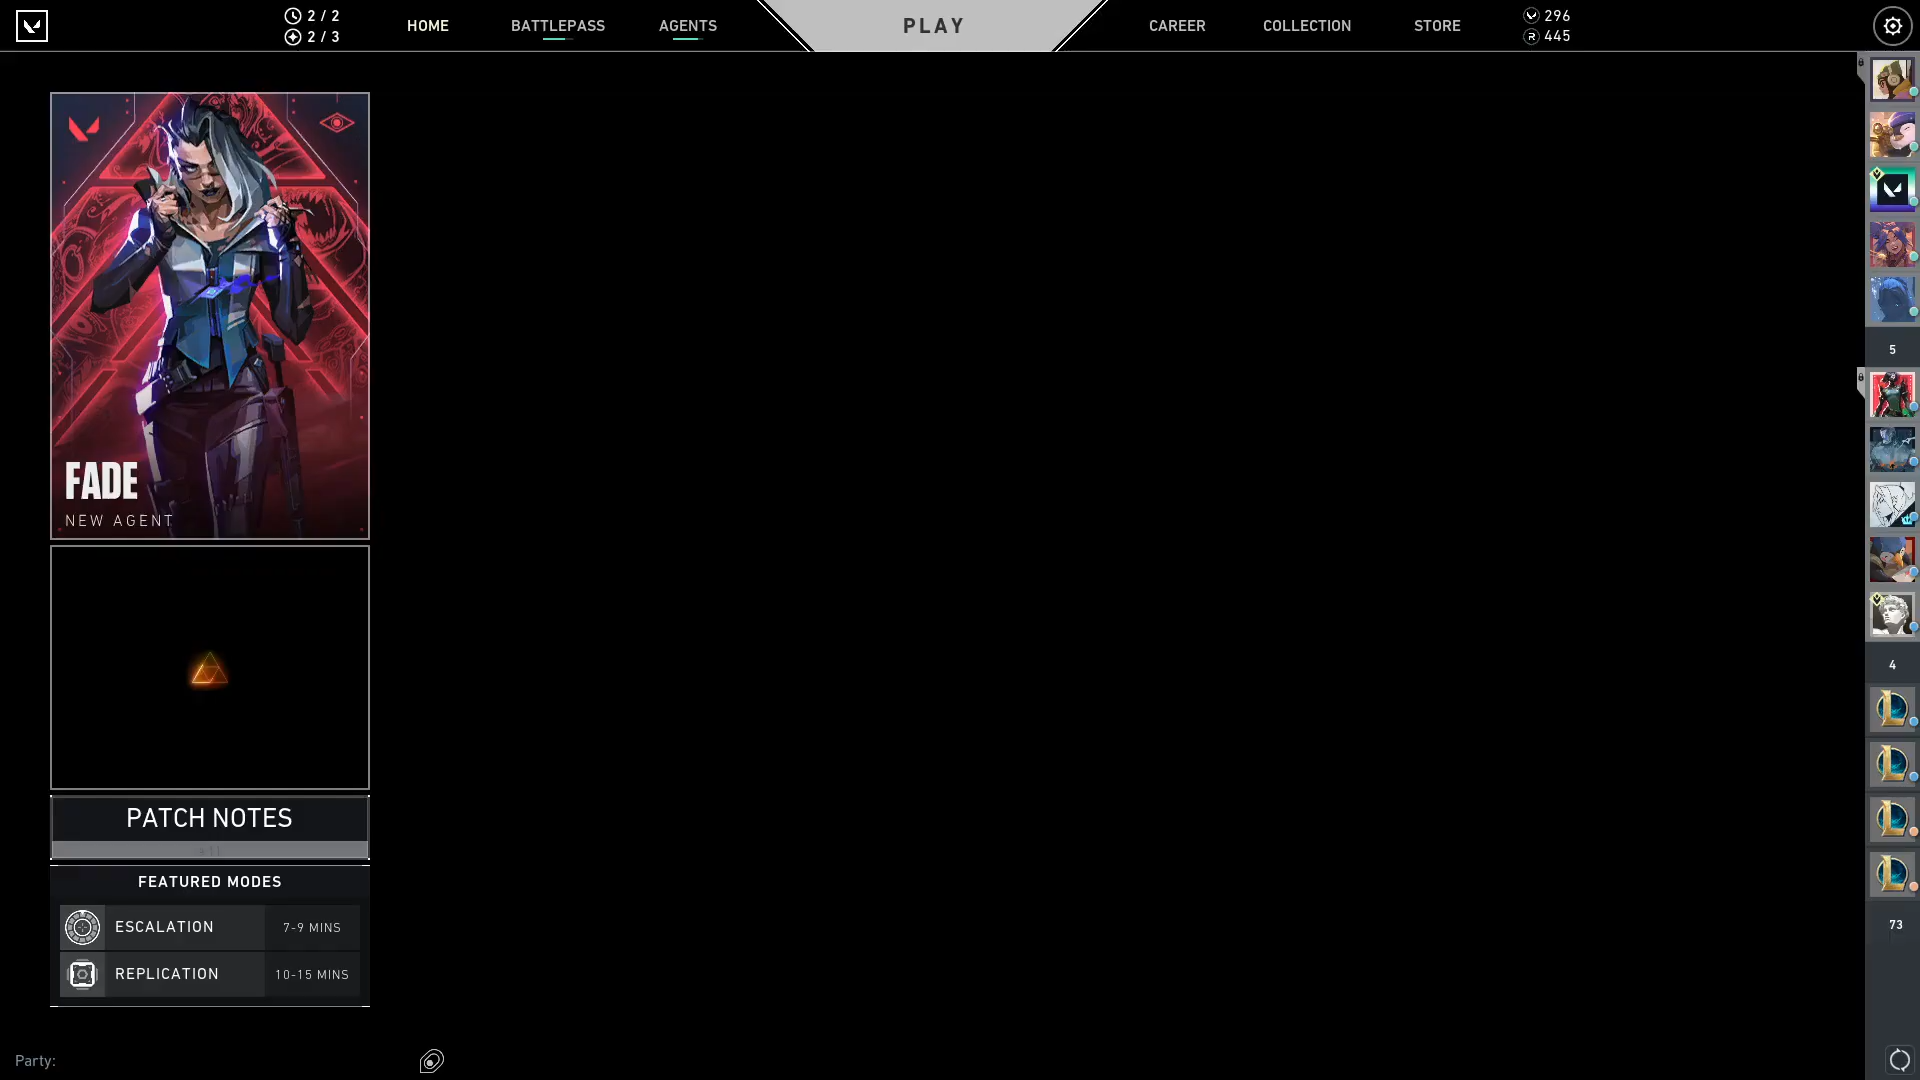 2 / 2
2 / 3
HOME
BATTLEPASS
AGENTS
PLAY
CAREER
COLLECTION
STORE
296
445
FADE
NEW AGENT
PATCH NOTES
FEATURED MODES
ESCALATION
7-9 MINS
REPLICATION
10-15 MINS
5
4
73
Party: